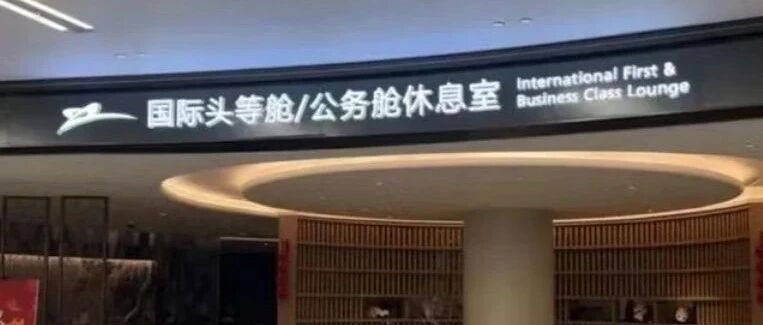 国际头等舱/公务舱休息室
International First &
Business Class Lounge